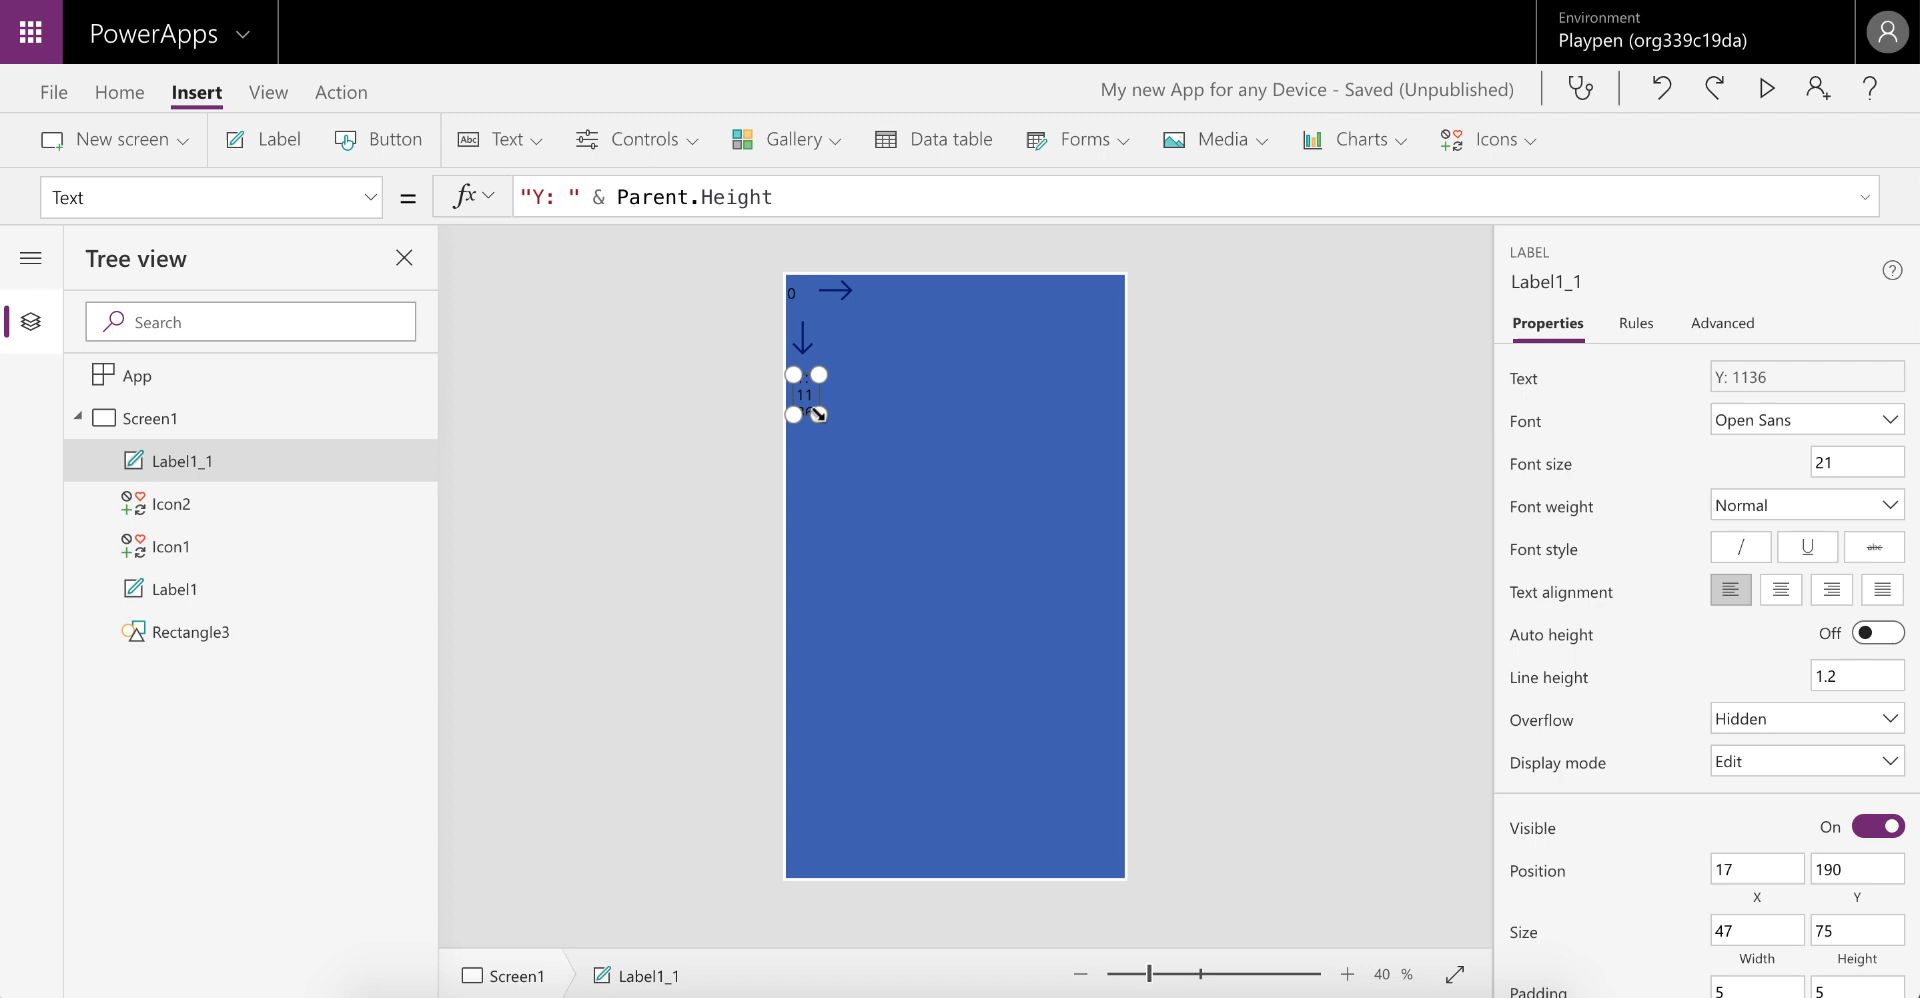 PowerApps
Environment
Playpen (org339c19da)
File Home Insert View Action
My new App for any Device - Saved (Unpublished)
New screen Label Button Abc Text Controls Gallery Data table Forms Media Charts Icons
Text = fx "Y: " & Parent.Height
Tree view
Search
App
Screen1
Label1_1
Icon2
Icon1
Label1
Rectangle3
0
11
LABEL
Label1_1
Properties Rules Advanced
Text Y: 1136
Font Open Sans
Font size 21
Font weight Normal
Font style / U abc
Text alignment
Auto height Off
Line height 1.2
Overflow Hidden
Display mode Edit
Visible On
Position 17 190
X Y
Size 47 75
Width Height
Padding 5 5
Screen1 Label1_1
40 %